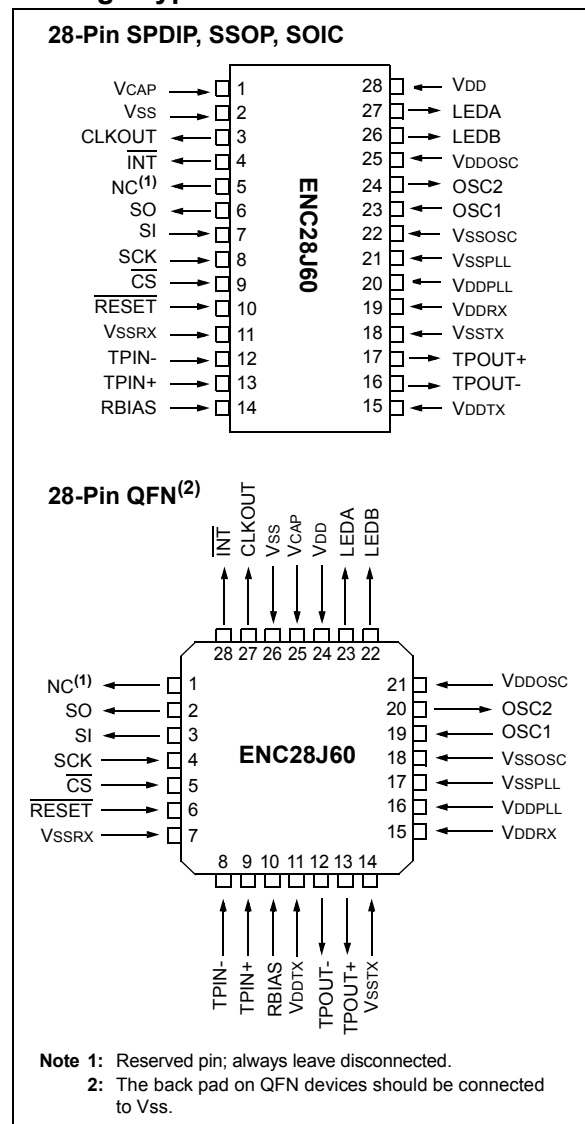 28-Pin SPDIP, SSOP, SOIC
VCAP 1 28 VDD
VSS 2 27 LEDA
CLKOUT 3 26 LEDB
INT 4 25 VDDOSC
NC(1) 5 24 OSC2
SO 6 23 OSC1
SI 7 22 VSSOSC
SCK 8 21 VSSPLL
CS 9 20 VDDPLL
RESET 10 19 VDDRX
VSSRX 11 18 VSSTX
TPIN- 12 17 TPOUT+
TPIN+ 13 16 TPOUT-
RBIAS 14 15 VDDTX
ENC28J60
28-Pin QFN(2)
INT CLKOUT VSS VCAP VDD LEDA LEDB
28 27 26 25 24 23 22
NC(1) 1 21 VDDOSC
SO 2 20 OSC2
SI 3 19 OSC1
SCK 4 18 VSSOSC
CS 5 17 VSSPLL
RESET 6 16 VDDPLL
VSSRX 7 15 VDDRX
ENC28J60
8 9 10 11 12 13 14
TPIN- TPIN+ RBIAS VDDTX TPOUT- TPOUT+ VSSTX
Note 1: Reserved pin; always leave disconnected.
2: The back pad on QFN devices should be connected
to Vss.